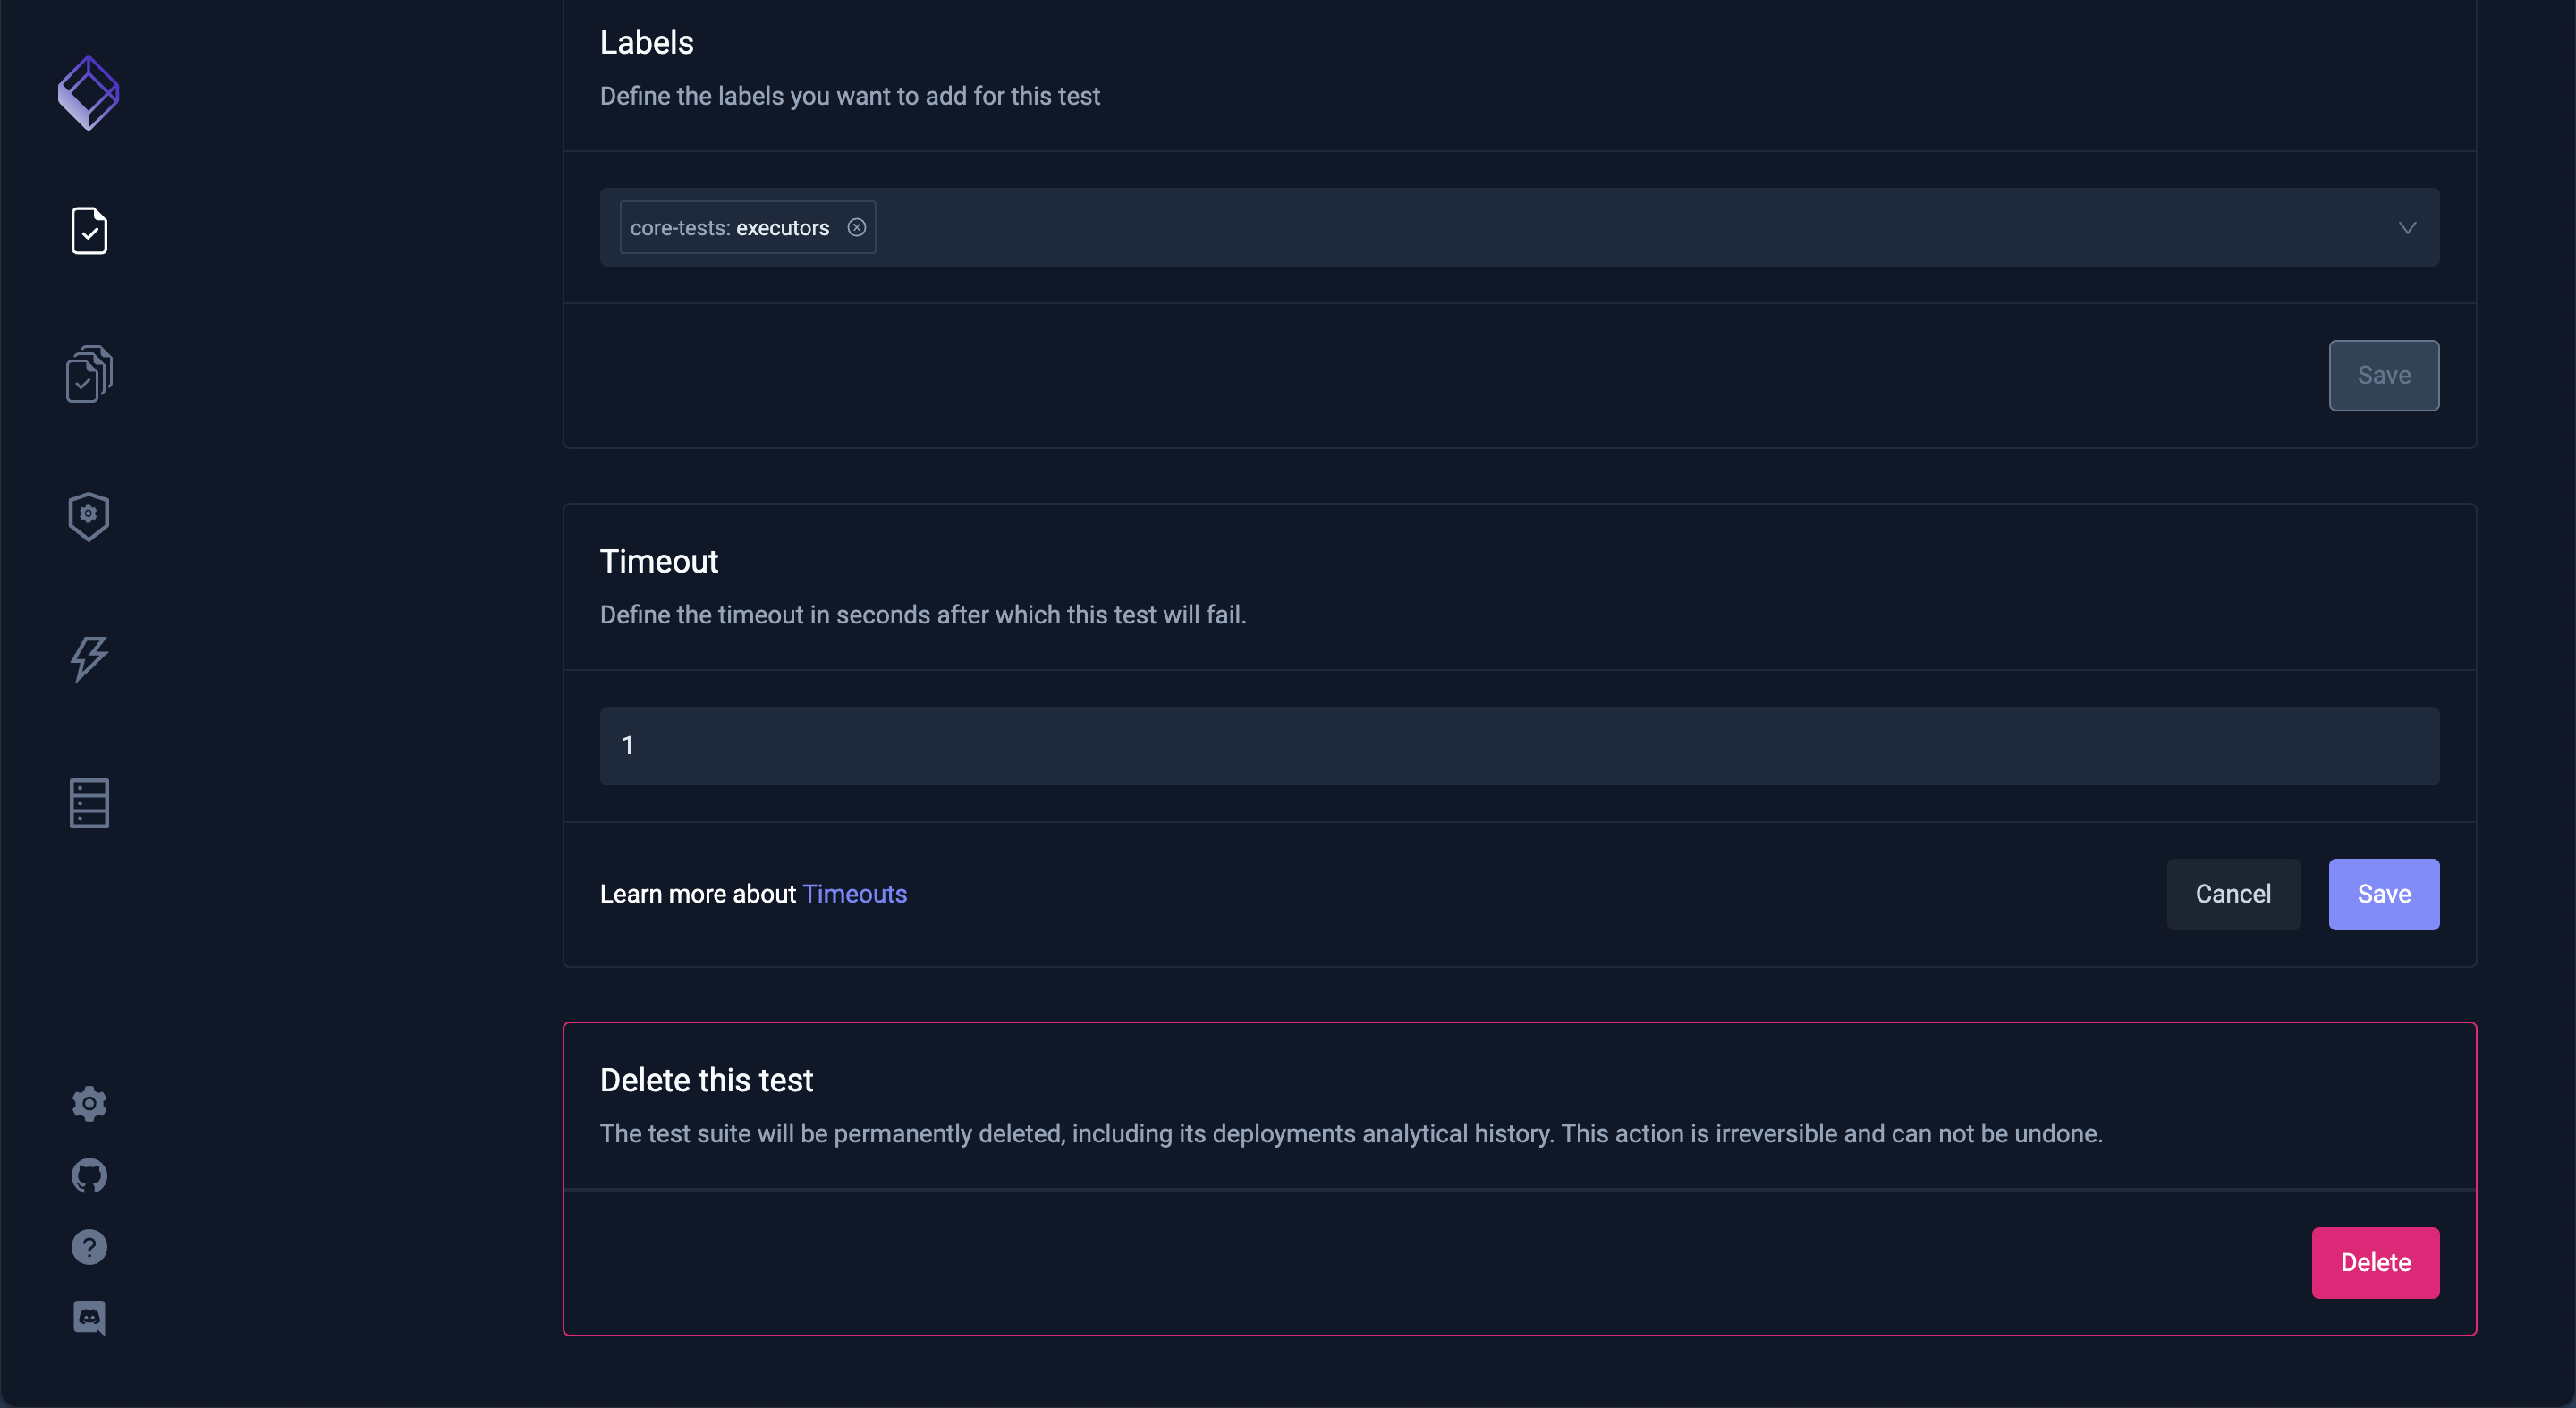 Labels
Define the labels you want to add for this test
core-tests: executors
Save
Timeout
Define the timeout in seconds after which this test will fail.
1
Learn more about Timeouts
Cancel
Save
Delete this test
The test suite will be permanently deleted, including its deployments analytical history. This action is irreversible and can not be undone.
Delete